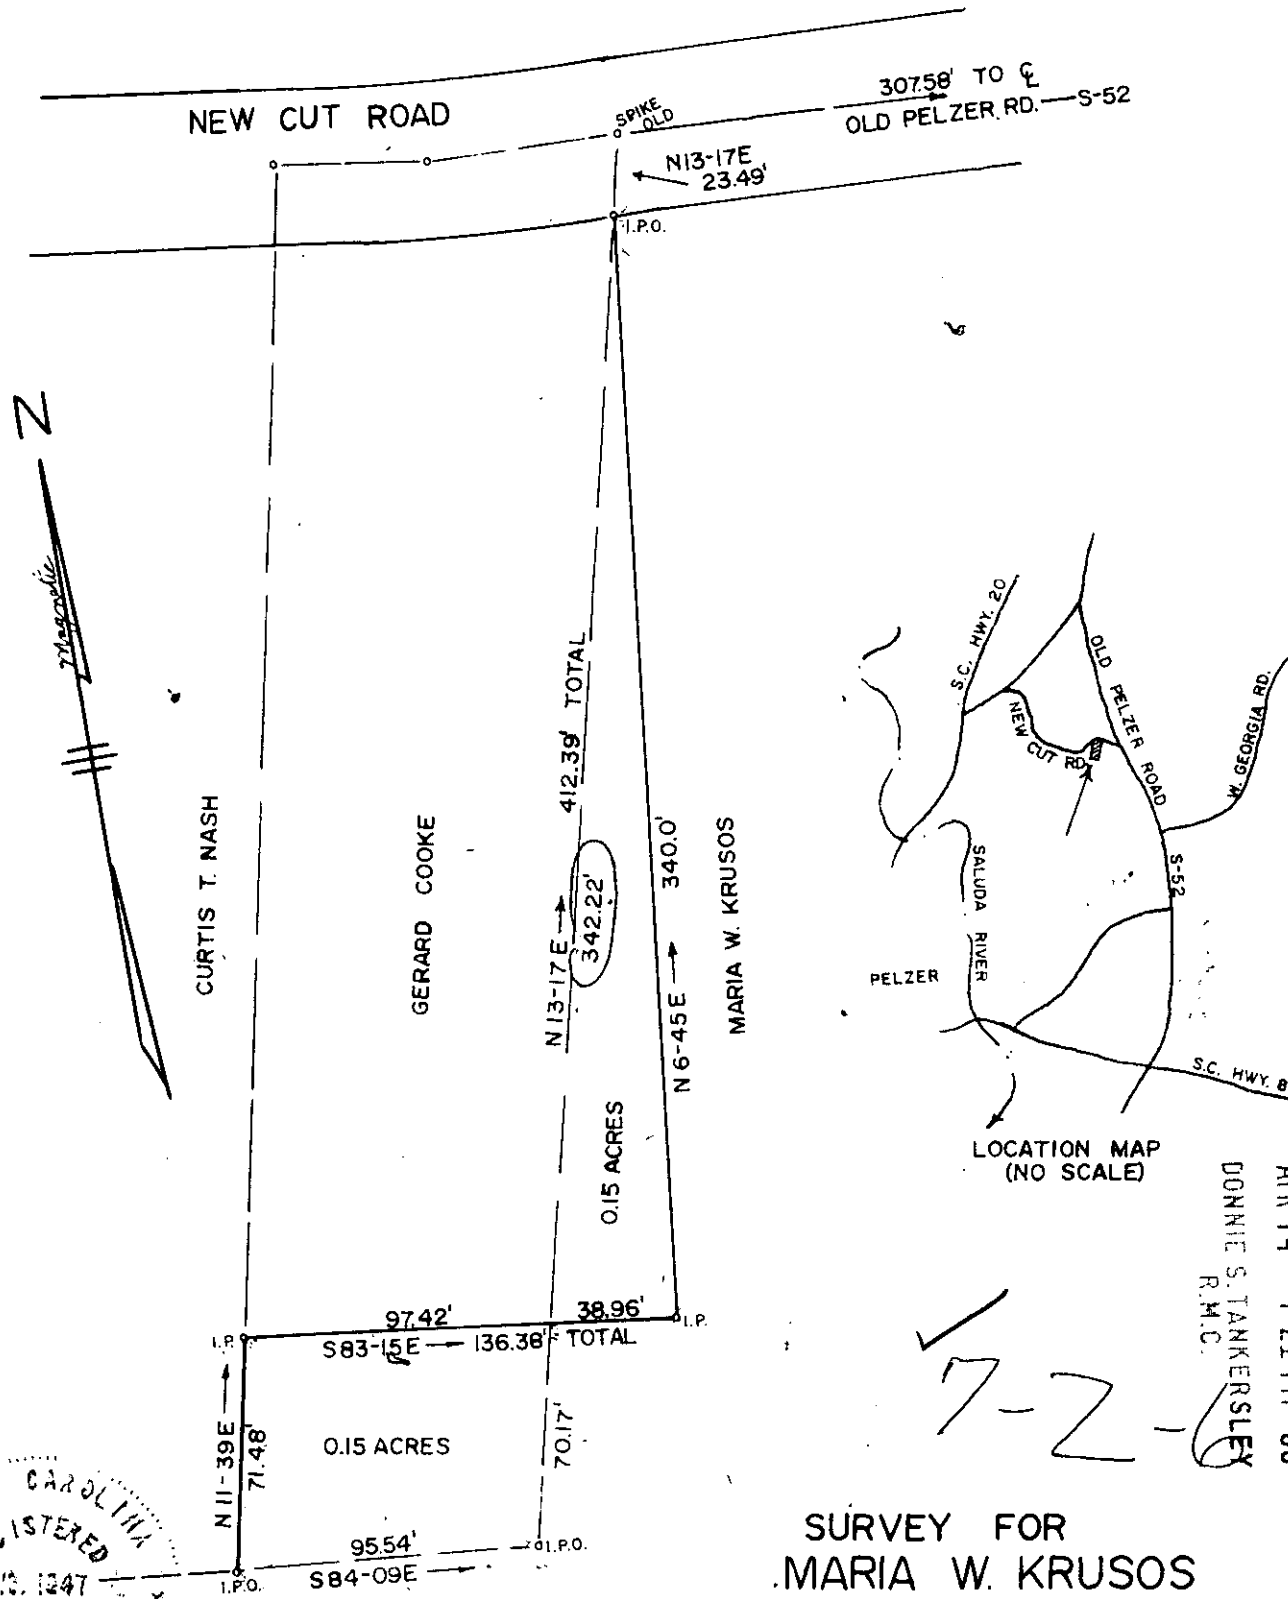 NEW CUT ROAD
SPIKE
OLD
307.58' TO ℄
OLD PELZER RD. — S-52
N13-17E
23.49'
I.P.O.
N
Magnetic
CURTIS T. NASH
GERARD COOKE
N13-17E
412.39' TOTAL
342.22'
N6-45E
340.0'
MARIA W. KRUSOS
0.15 ACRES
S.C. HWY. 20
OLD PELZER ROAD
NEW CUT RD.
W. GEORGIA RD.
S-52
SALUDA RIVER
PELZER
S.C. HWY. 8
LOCATION MAP
(NO SCALE)
DONNIE S. TANKERSLEY
R.M.C.
97.42'
38.96'
I.P.
I.P.
S83-15E
136.38' TOTAL
N11-39E
71.48'
0.15 ACRES
70.17'
95.54'
I.P.O.
I.P.O.
S84-09E
7-2-6
CAROLINA
1247
SURVEY FOR
MARIA W. KRUSOS